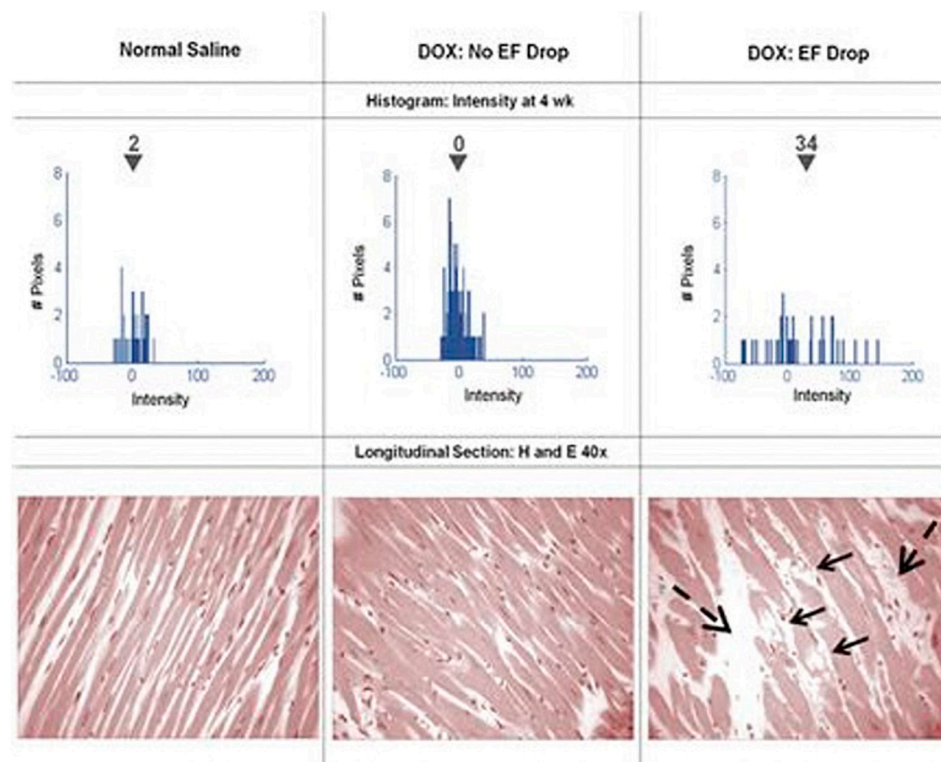 Normal Saline
DOX: No EF Drop
DOX: EF Drop
Histogram: Intensity at 4 wk
2
0
34
8
6
4
2
0
-100
0
100
200
# Pixels
Intensity
8
6
4
2
0
-100
0
100
200
# Pixels
Intensity
8
6
4
2
0
-100
0
100
200
# Pixels
Intensity
Longitudinal Section: H and E 40x